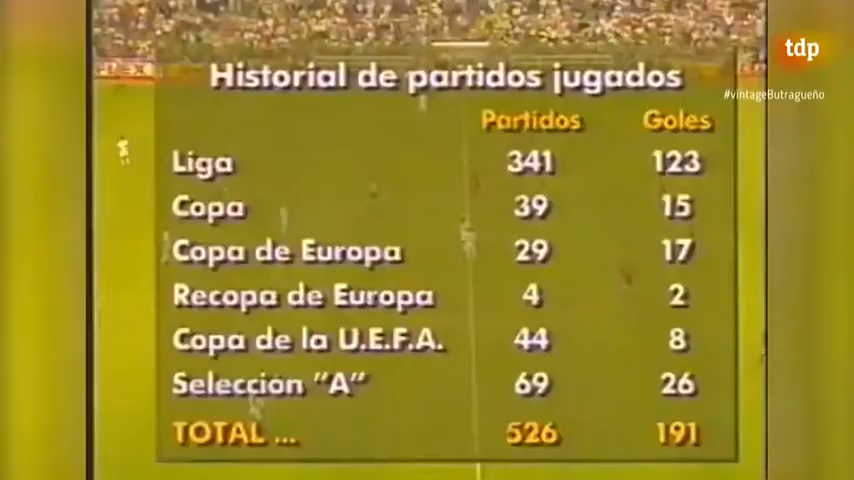 tdp
#vintageButragueño
Historial de partidos jugados
Partidos Goles
Liga 341 123
Copa 39 15
Copa de Europa 29 17
Recopa de Europa 4 2
Copa de la U.E.F.A. 44 8
Selección "A" 69 26
TOTAL ... 526 191